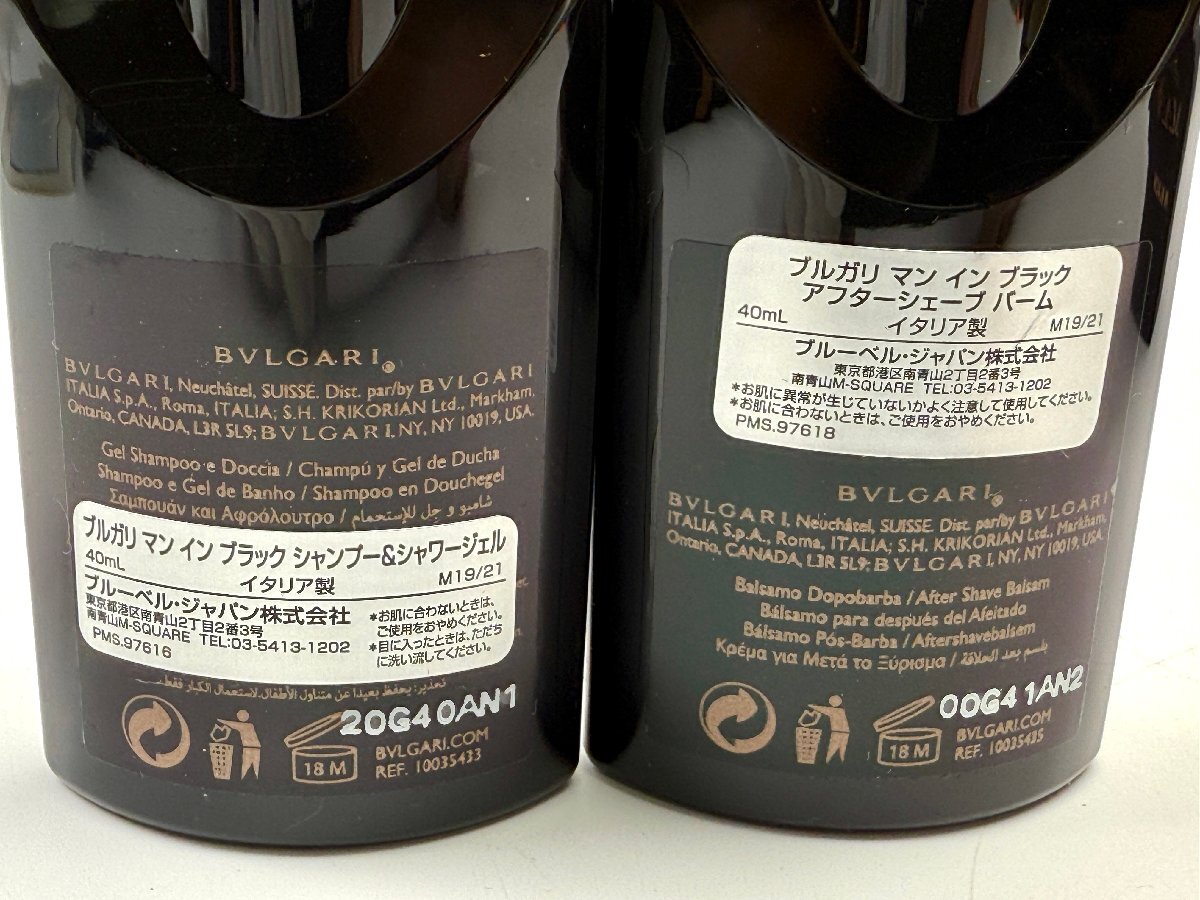 BVLGARI
BVLGARI, Neuchâtel, SUISSE. Dist. par/by BVLGARI
ITALIA S.p.A., Roma, ITALIA; S.H. KRIKORIAN Ltd., Markham,
Ontario, CANADA, L3R 5L9; BVLGARI, NY, NY 10019, USA.
Gel Shampoo e Doccia / Champú y Gel de Ducha
Shampoo e Gel de Banho / Shampoo en Douchegel
Σαμπουάν και Αφρόλουτρο / شامبو و جل للإستحمام
ブルガリ マン イン ブラック シャンプー&シャワージェル
40mL イタリア製 M19/21
ブルーベル・ジャパン株式会社
東京都港区南青山2丁目2番3号
南青山M-SQUARE TEL:03-5413-1202
PMS.97616
*お肌に合わないときは、
ご使用をおやめください。
*目に入ったときは、ただち
に洗い流してください。
تحذير: يحفظ بعيدا عن متناول الأطفال. لاستعمال الكبار فقط.
20G40AN1
18 M
BVLGARI.COM
REF. 10035433
ブルガリ マン イン ブラック
アフターシェーブ バーム
40mL イタリア製 M19/21
ブルーベル・ジャパン株式会社
東京都港区南青山2丁目2番3号
南青山M-SQUARE TEL:03-5413-1202
*お肌に異常が生じていないかよく注意して使用してください。
*お肌に合わないときは、ご使用をおやめください。
PMS.97618
BVLGARI
BVLGARI, Neuchâtel, SUISSE. Dist. par/by BVLGARI
ITALIA S.p.A., Roma, ITALIA; S.H. KRIKORIAN Ltd., Markham,
Ontario, CANADA, L3R 5L9; BVLGARI, NY, NY 10019, USA.
Balsamo Dopobarba / After Shave Balsam
Bálsamo para después del Afeitado
Bálsamo Pós-Barba / Aftershavebalsem
Κρέμα για Μετά το Ξύρισμα / بلسم بعد الحلاقة
00G41AN2
18 M
BVLGARI.COM
REF. 10035435